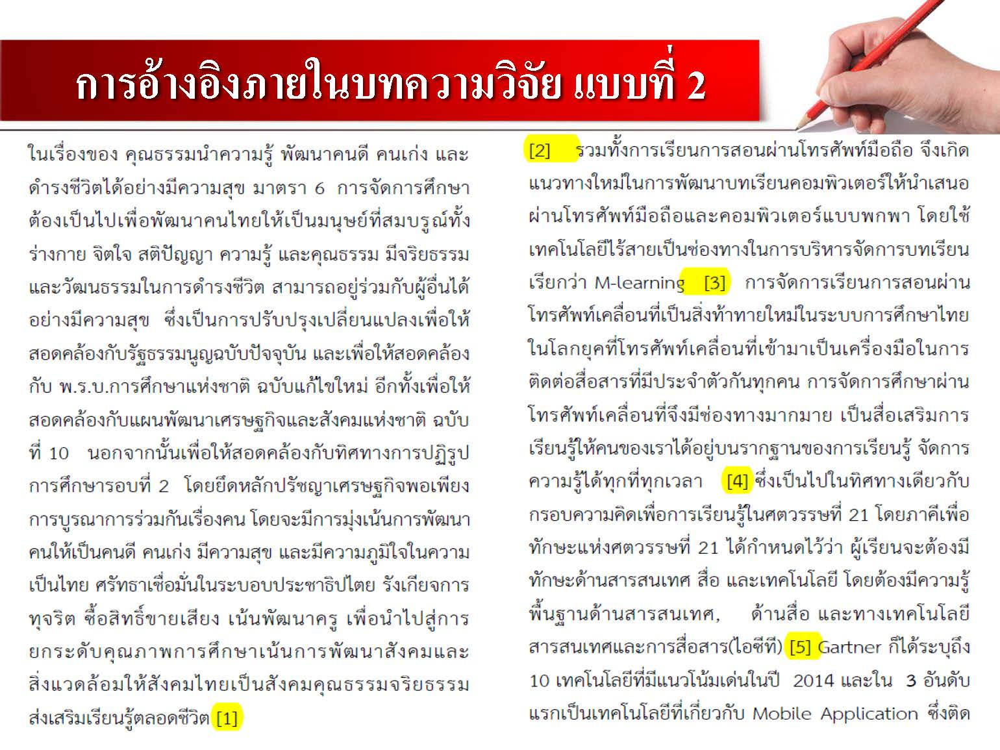 การอ้างอิงภายในบทความวิจัย แบบที่ 2
ในเรื่องของ คุณธรรมนำความรู้ พัฒนาคนดี คนเก่ง และ
ดำรงชีวิตได้อย่างมีความสุข มาตรา 6 การจัดการศึกษา
ต้องเป็นไปเพื่อพัฒนาคนไทยให้เป็นมนุษย์ที่สมบรูณ์ทั้ง
ร่างกาย จิตใจ สติปัญญา ความรู้ และคุณธรรม มีจริยธรรม
และวัฒนธรรมในการดำรงชีวิต สามารถอยู่ร่วมกับผู้อื่นได้
อย่างมีความสุข ซึ่งเป็นการปรับปรุงเปลี่ยนแปลงเพื่อให้
สอดคล้องกับรัฐธรรมนูญฉบับปัจจุบัน และเพื่อให้สอดคล้อง
กับ พ.ร.บ.การศึกษาแห่งชาติ ฉบับแก้ไขใหม่ อีกทั้งเพื่อให้
สอดคล้องกับแผนพัฒนาเศรษฐกิจและสังคมแห่งชาติ ฉบับ
ที่ 10 นอกจากนั้นเพื่อให้สอดคล้องกับทิศทางการปฏิรูป
การศึกษารอบที่ 2 โดยยึดหลักปรัชญาเศรษฐกิจพอเพียง
การบูรณาการร่วมกันเรื่องคน โดยจะมีการมุ่งเน้นการพัฒนา
คนให้เป็นคนดี คนเก่ง มีความสุข และมีความภูมิใจในความ
เป็นไทย ศรัทธาเชื่อมั่นในระบอบประชาธิปไตย รังเกียจการ
ทุจริต ซื้อสิทธิ์ขายเสียง เน้นพัฒนาครู เพื่อนำไปสู่การ
ยกระดับคุณภาพการศึกษาเน้นการพัฒนาสังคมและ
สิ่งแวดล้อมให้สังคมไทยเป็นสังคมคุณธรรมจริยธรรม
ส่งเสริมเรียนรู้ตลอดชีวิต [1]
[2] รวมทั้งการเรียนการสอนผ่านโทรศัพท์มือถือ จึงเกิด
แนวทางใหม่ในการพัฒนาบทเรียนคอมพิวเตอร์ให้นำเสนอ
ผ่านโทรศัพท์มือถือและคอมพิวเตอร์แบบพกพา โดยใช้
เทคโนโลยีไร้สายเป็นช่องทางในการบริหารจัดการบทเรียน
เรียกว่า M-learning [3] การจัดการเรียนการสอนผ่าน
โทรศัพท์เคลื่อนที่เป็นสิ่งท้าทายใหม่ในระบบการศึกษาไทย
ในโลกยุคที่โทรศัพท์เคลื่อนที่เข้ามาเป็นเครื่องมือในการ
ติดต่อสื่อสารที่มีประจำตัวกันทุกคน การจัดการศึกษาผ่าน
โทรศัพท์เคลื่อนที่จึงมีช่องทางมากมาย เป็นสื่อเสริมการ
เรียนรู้ให้คนของเราได้อยู่บนรากฐานของการเรียนรู้ จัดการ
ความรู้ได้ทุกที่ทุกเวลา [4] ซึ่งเป็นไปในทิศทางเดียวกับ
กรอบความคิดเพื่อการเรียนรู้ในศตวรรษที่ 21 โดยภาคีเพื่อ
ทักษะแห่งศตวรรษที่ 21 ได้กำหนดไว้ว่า ผู้เรียนจะต้องมี
ทักษะด้านสารสนเทศ สื่อ และเทคโนโลยี โดยต้องมีความรู้
พื้นฐานด้านสารสนเทศ, ด้านสื่อ และทางเทคโนโลยี
สารสนเทศและการสื่อสาร(ไอซีที) [5] Gartner ก็ได้ระบุถึง
10 เทคโนโลยีที่มีแนวโน้มเด่นในปี 2014 และใน 3 อันดับ
แรกเป็นเทคโนโลยีที่เกี่ยวกับ Mobile Application ซึ่งติด